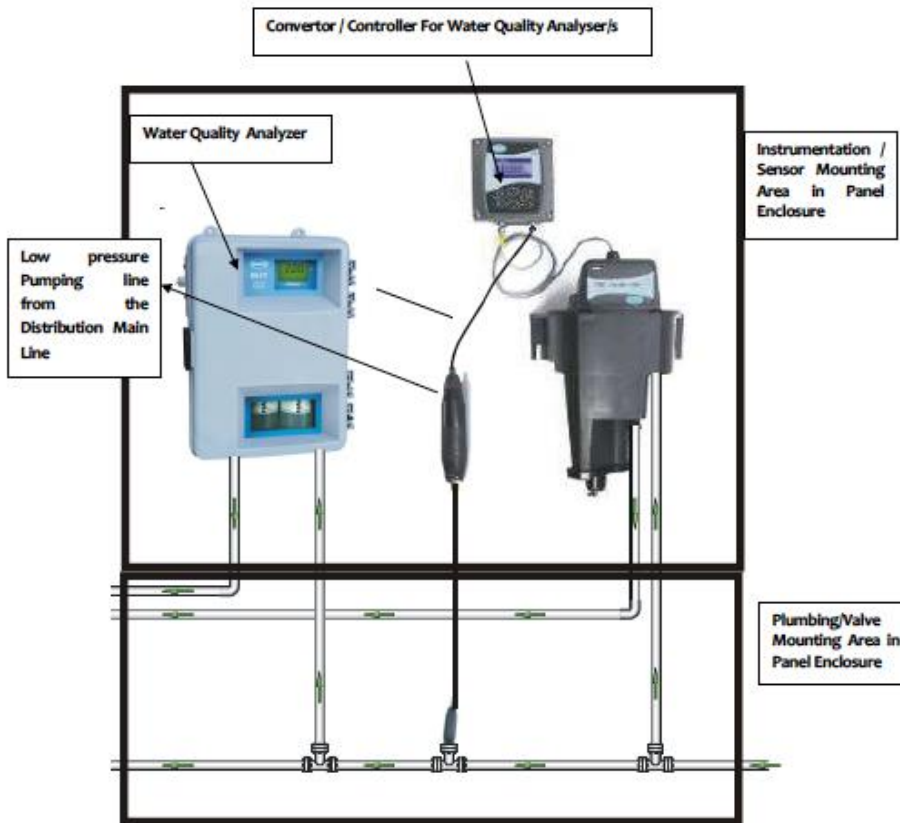 Convertor / Controller For Water Quality Analyser/s
Water Quality Analyzer
Instrumentation /
Sensor Mounting
Area in Panel
Enclosure
Low pressure
Pumping line
from the
Distribution Main
Line
Plumbing/Valve
Mounting Area in
Panel Enclosure